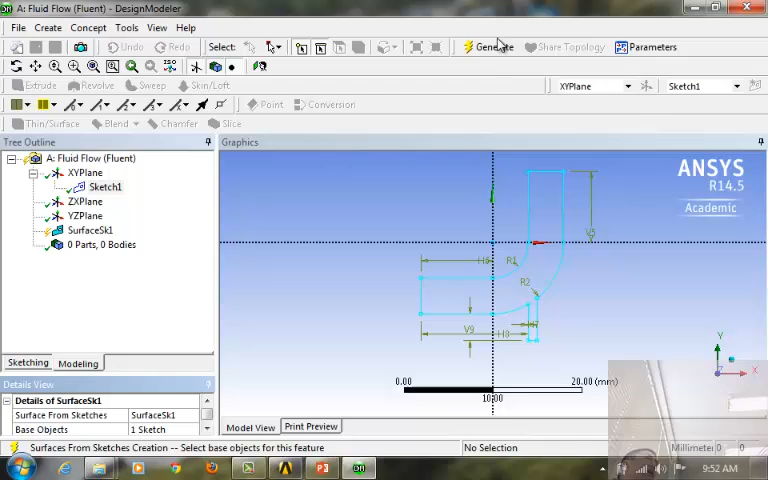 A: Fluid Flow (Fluent) - DesignModeler
File Create Concept Tools View Help
Undo Redo Select: Generate Share Topology Parameters
Extrude Revolve Sweep Skin/Loft XYPlane Sketch1
Point Conversion
Thin/Surface Blend Chamfer Slice
Tree Outline
Graphics
A: Fluid Flow (Fluent)
XYPlane
Sketch1
ZXPlane
YZPlane
SurfaceSk1
0 Parts, 0 Bodies
ANSYS
R14.5
Academic
V5
H6
R1
R2
V9
H8
Y
X
0.00
20.00 (mm)
10.00
Sketching Modeling
Details View
Details of SurfaceSk1
Surface From Sketches SurfaceSk1
Base Objects 1 Sketch
Model View Print Preview
Surfaces From Sketches Creation -- Select base objects for this feature
No Selection
Millimeter 0 0
9:52 AM